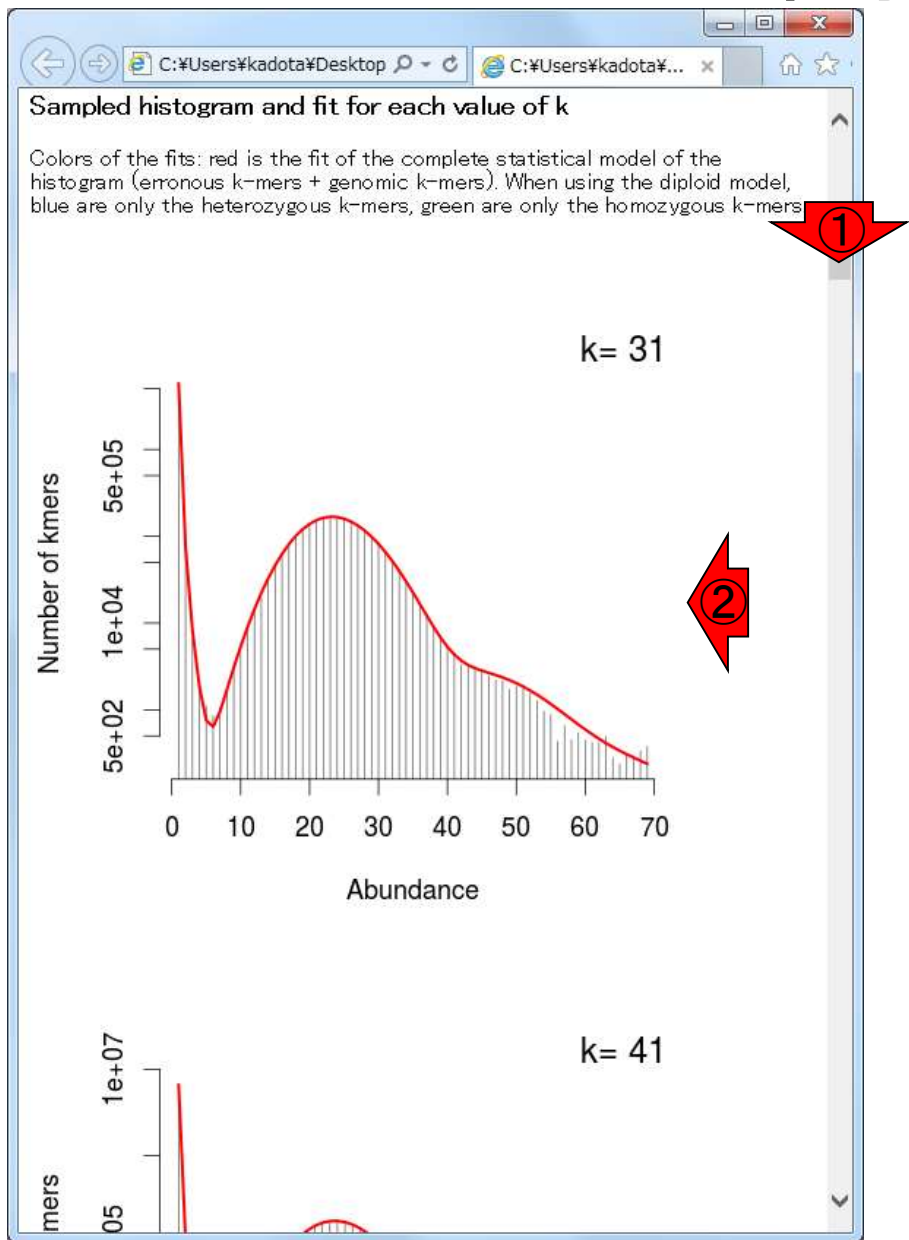 C:¥Users¥kadota¥Desktop
C:¥Users¥kadota¥...
Sampled histogram and fit for each value of k
Colors of the fits: red is the fit of the complete statistical model of the
histogram (erronous k-mers + genomic k-mers). When using the diploid model,
blue are only the heterozygous k-mers, green are only the homozygous k-mers
①
k= 31
Number of kmers
5e+05
1e+04
5e+02
②
0 10 20 30 40 50 60 70
Abundance
k= 41
1e+07
mers
05